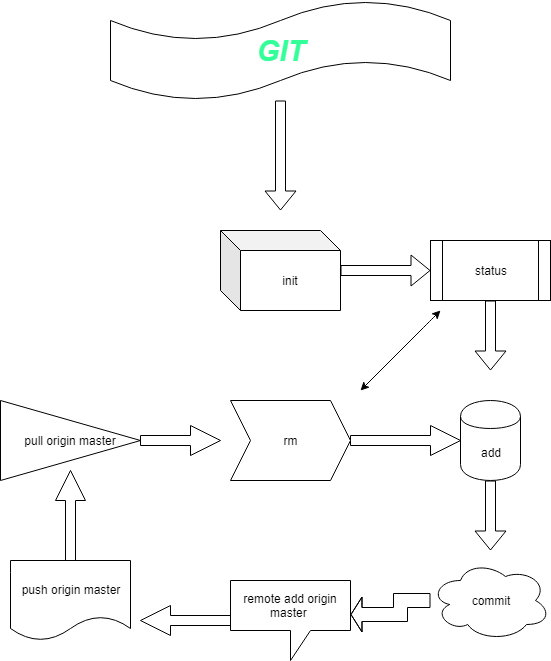 GIT
init
status
pull origin master
rm
add
push origin master
remote add origin
master
commit